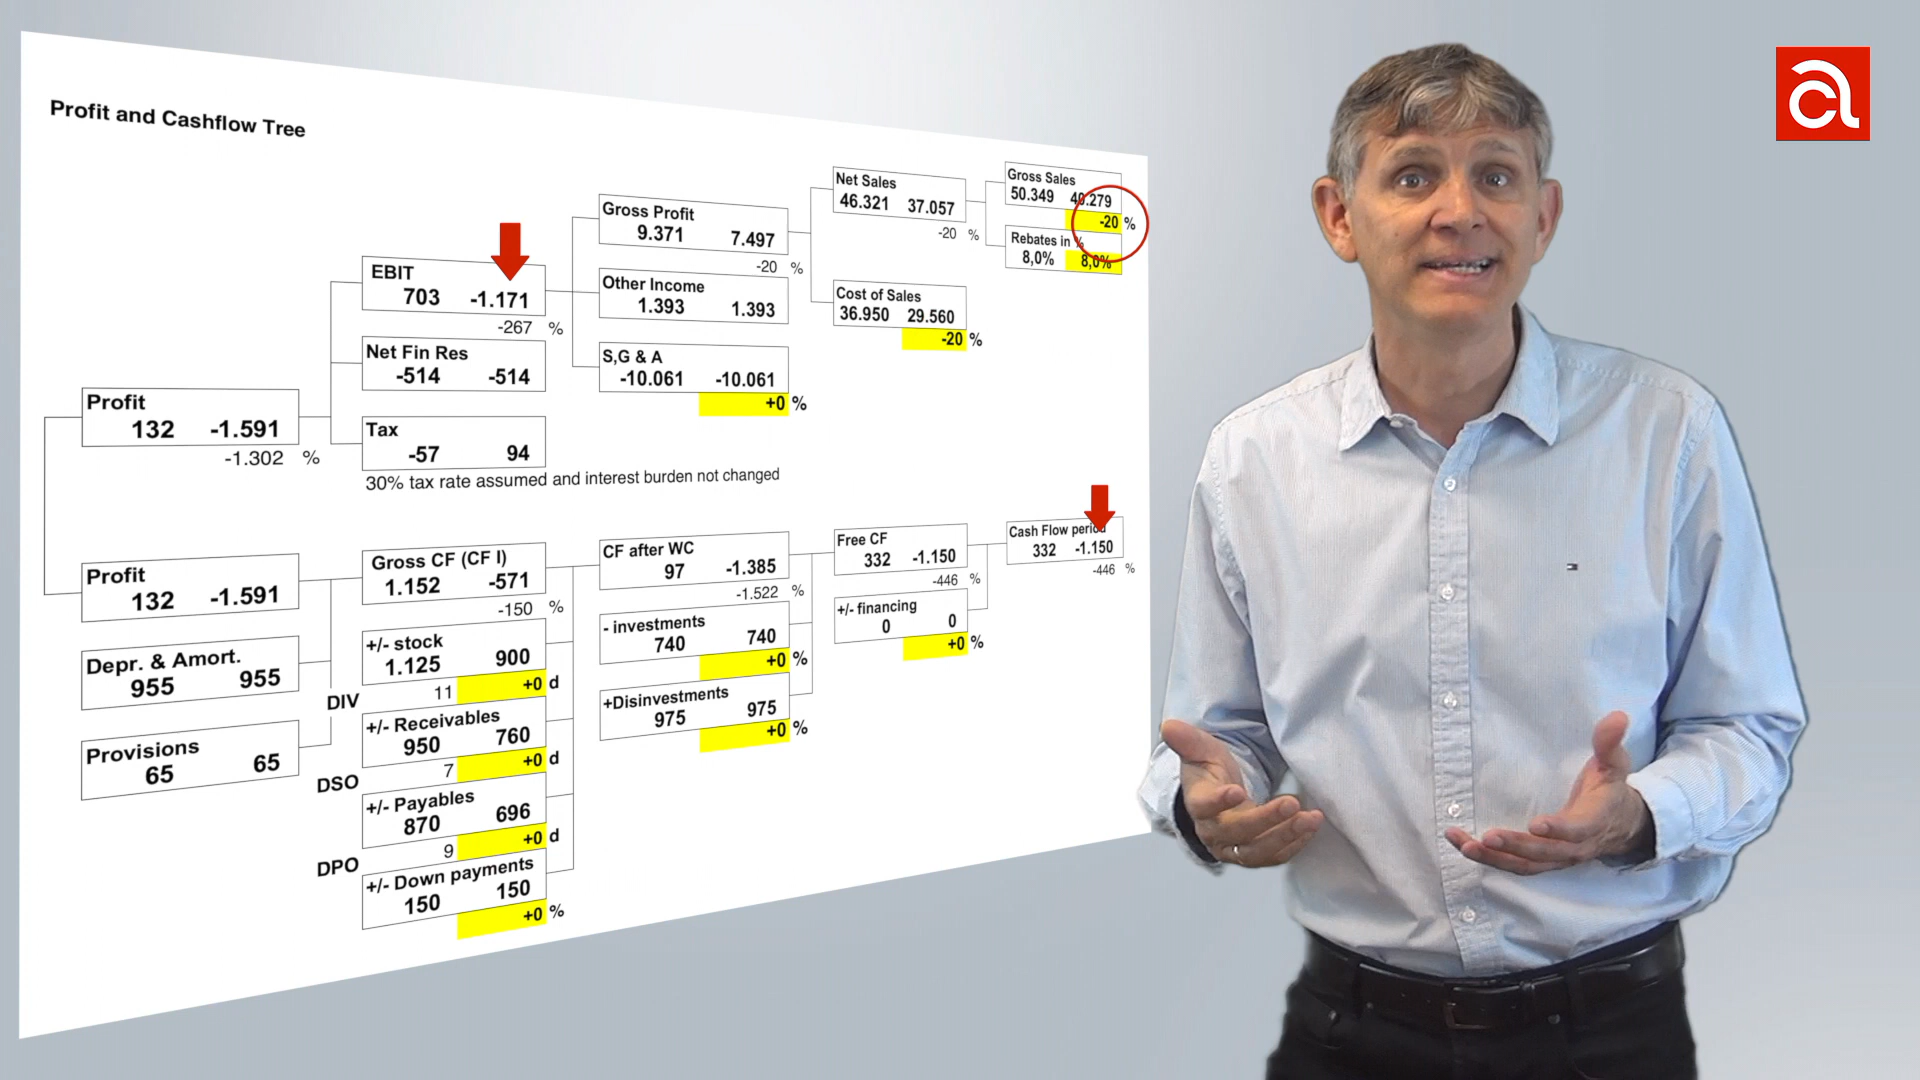 Profit and Cashflow Tree
Gross Sales
50.349 40.279
-20 %
Rebates in %
8,0% 8,0%
Net Sales
46.321 37.057
-20 %
Cost of Sales
36.950 29.560
-20 %
Gross Profit
9.371 7.497
-20 %
Other Income
1.393 1.393
S,G & A
-10.061 -10.061
+0 %
EBIT
703 -1.171
-267 %
Net Fin Res
-514 -514
Tax
-57 94
30% tax rate assumed and interest burden not changed
Profit
132 -1.591
-1.302 %
Profit
132 -1.591
Depr. & Amort.
955 955
Provisions
65 65
Gross CF (CF I)
1.152 -571
-150 %
+/- stock
1.125 900
DIV 11 +0 d
+/- Receivables
950 760
DSO 7 +0 d
+/- Payables
870 696
DPO 9 +0 d
+/- Down payments
150 150
+0 %
CF after WC
97 -1.385
-1.522 %
- investments
740 740
+0 %
+Disinvestments
975 975
+0 %
Free CF
332 -1.150
-446 %
+/- financing
0 0
+0 %
Cash Flow period
332 -1.150
-446 %